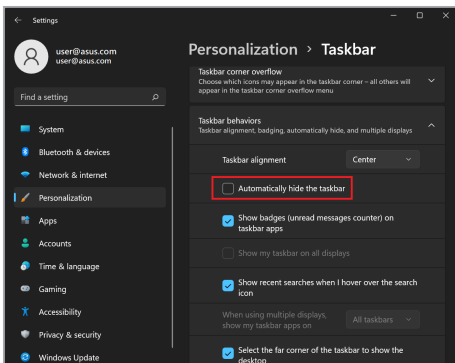 Settings
user@asus.com
user@asus.com
Find a setting
System
Bluetooth & devices
Network & internet
Personalization
Apps
Accounts
Time & language
Gaming
Accessibility
Privacy & security
Windows Update
Personalization > Taskbar
Taskbar corner overflow
Choose which icons may appear in the taskbar corner – all others will
appear in the taskbar corner overflow menu
Taskbar behaviors
Taskbar alignment, badging, automatically hide, and multiple displays
Taskbar alignment
Center
Automatically hide the taskbar
Show badges (unread messages counter) on
taskbar apps
Show my taskbar on all displays
Show recent searches when I hover over the search
icon
When using multiple displays,
show my taskbar apps on
All taskbars
Select the far corner of the taskbar to show the
desktop